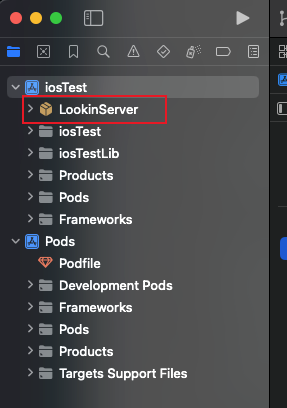 iosTest
LookinServer
iosTest
iosTestLib
Products
Pods
Frameworks
Pods
Podfile
Development Pods
Frameworks
Pods
Products
Targets Support Files